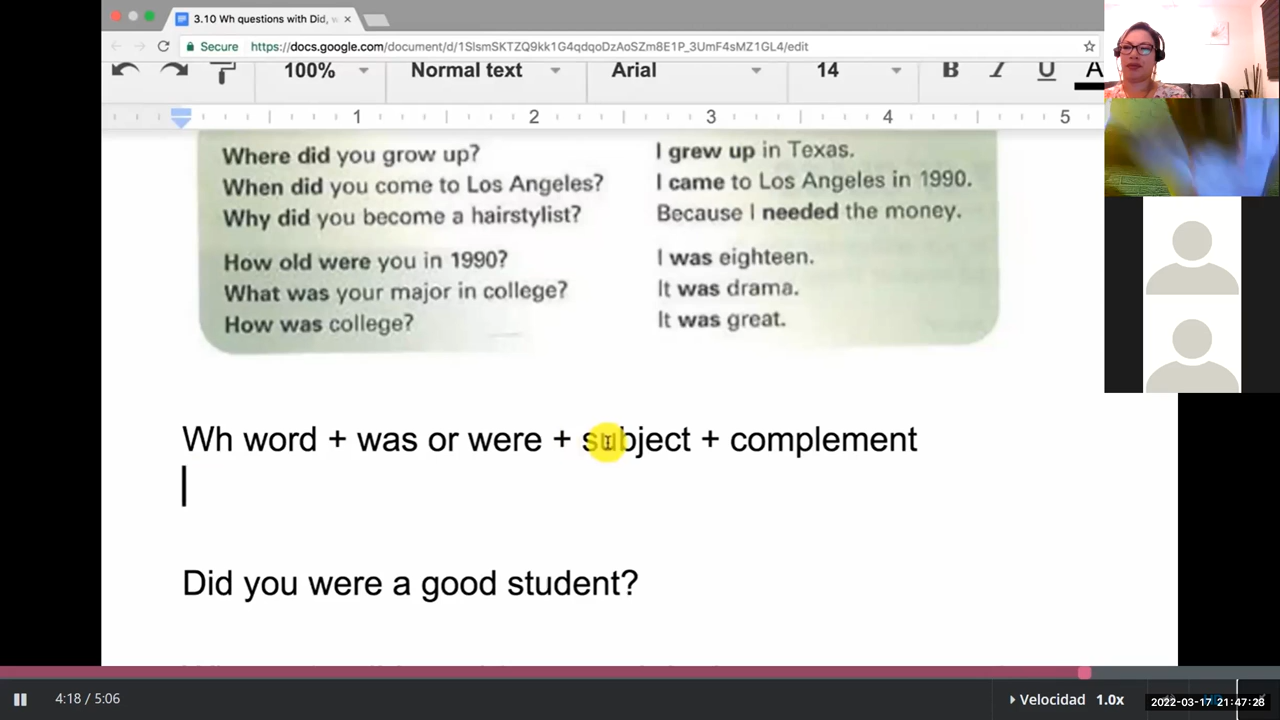 3.10 Wh questions with Did,
Secure https://docs.google.com/document/d/1SlsmSKTZQ9kk1G4qdqoDzAoSZm8E1P_3UmF4sMZ1GL4/edit
100% Normal text Arial 14 B I U A
1 2 3 4 5
Where did you grow up? I grew up in Texas.
When did you come to Los Angeles? I came to Los Angeles in 1990.
Why did you become a hairstylist? Because I needed the money.
How old were you in 1990? I was eighteen.
What was your major in college? It was drama.
How was college? It was great.
Wh word + was or were + subject + complement
Did you were a good student?
4:18 / 5:06 Velocidad 1.0x 2022-03-17 21:47:28